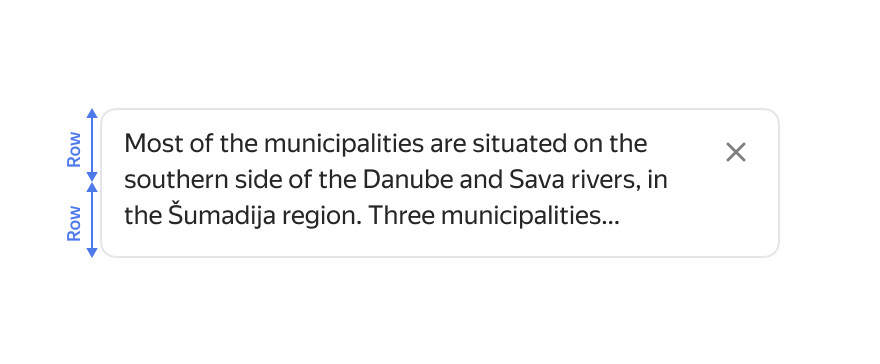 Row
Row
Most of the municipalities are situated on the
southern side of the Danube and Sava rivers, in
the Šumadija region. Three municipalities...